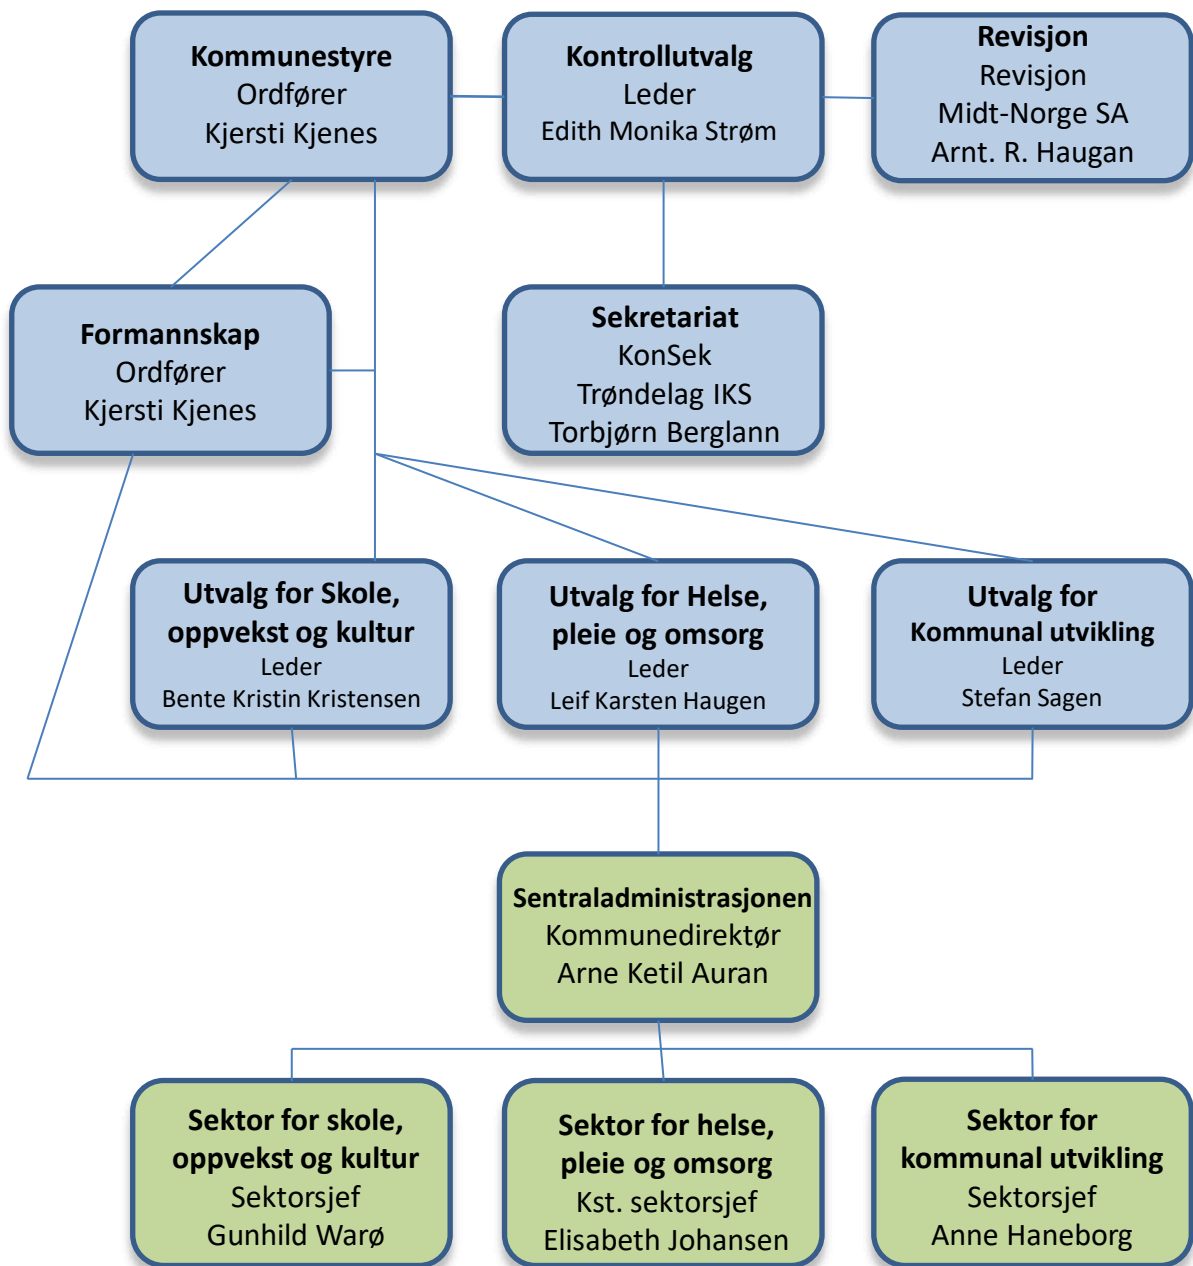 Kommunestyre
Ordfører
Kjersti Kjenes
Kontrollutvalg
Leder
Edith Monika Strøm
Revisjon
Revisjon
Midt-Norge SA
Arnt. R. Haugan
Formannskap
Ordfører
Kjersti Kjenes
Sekretariat
KonSek
Trøndelag IKS
Torbjørn Berglann
Utvalg for Skole,
oppvekst og kultur
Leder
Bente Kristin Kristensen
Utvalg for Helse,
pleie og omsorg
Leder
Leif Karsten Haugen
Utvalg for
Kommunal utvikling
Leder
Stefan Sagen
Sentraladministrasjonen
Kommunedirektør
Arne Ketil Auran
Sektor for skole,
oppvekst og kultur
Sektorsjef
Gunhild Warø
Sektor for helse,
pleie og omsorg
Kst. sektorsjef
Elisabeth Johansen
Sektor for
kommunal utvikling
Sektorsjef
Anne Haneborg